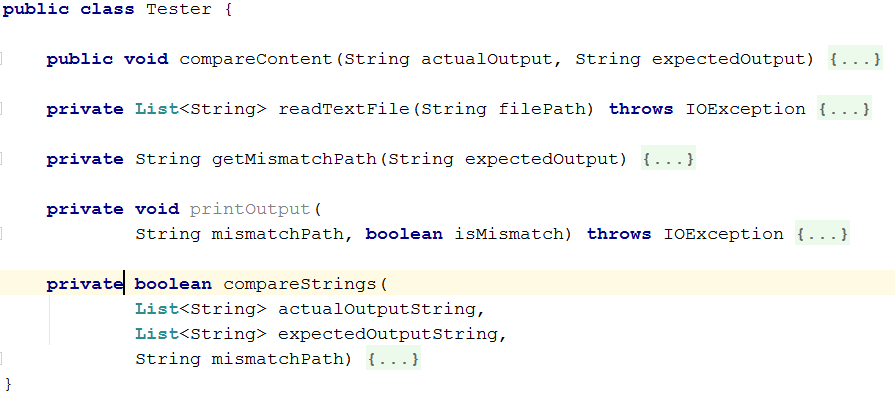 public class Tester {
public void compareContent(String actualOutput, String expectedOutput) {...}
private List<String> readTextFile(String filePath) throws IOException {...}
private String getMismatchPath(String expectedOutput) {...}
private void printOutput(
String mismatchPath, boolean isMismatch) throws IOException {...}
private boolean compareStrings(
List<String> actualOutputString,
List<String> expectedOutputString,
String mismatchPath) {...}
}